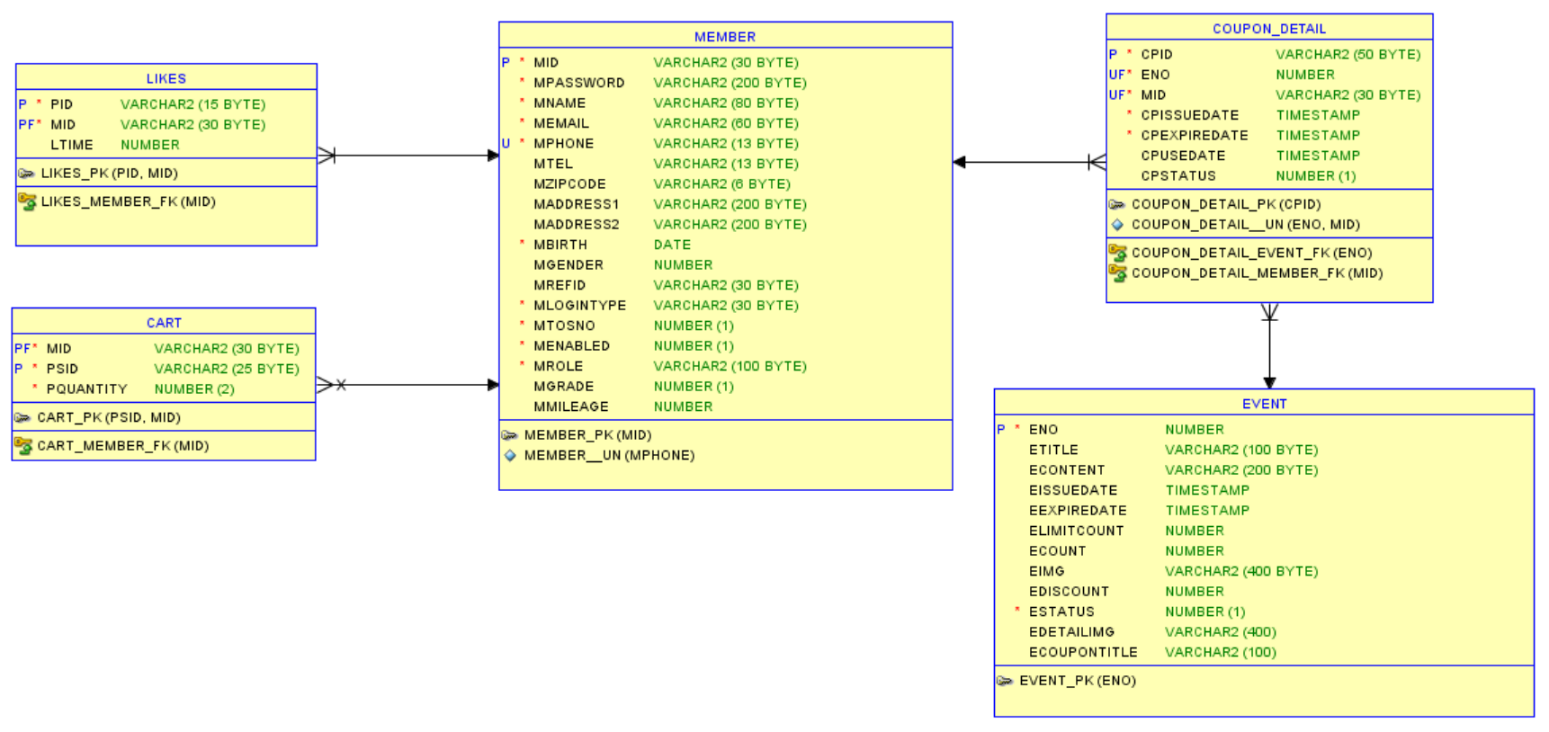 LIKES
P * PID VARCHAR2 (15 BYTE)
PF* MID VARCHAR2 (30 BYTE)
LTIME NUMBER
LIKES_PK (PID, MID)
LIKES_MEMBER_FK (MID)
CART
PF* MID VARCHAR2 (30 BYTE)
P * PSID VARCHAR2 (25 BYTE)
* PQUANTITY NUMBER (2)
CART_PK (PSID, MID)
CART_MEMBER_FK (MID)
MEMBER
P * MID VARCHAR2 (30 BYTE)
* MPASSWORD VARCHAR2 (200 BYTE)
* MNAME VARCHAR2 (80 BYTE)
* MEMAIL VARCHAR2 (60 BYTE)
U * MPHONE VARCHAR2 (13 BYTE)
MTEL VARCHAR2 (13 BYTE)
MZIPCODE VARCHAR2 (6 BYTE)
MADDRESS1 VARCHAR2 (200 BYTE)
MADDRESS2 VARCHAR2 (200 BYTE)
* MBIRTH DATE
MGENDER NUMBER
MREFID VARCHAR2 (30 BYTE)
* MLOGINTYPE VARCHAR2 (30 BYTE)
* MTOSNO NUMBER (1)
* MENABLED NUMBER (1)
* MROLE VARCHAR2 (100 BYTE)
MGRADE NUMBER (1)
MMILEAGE NUMBER
MEMBER_PK (MID)
MEMBER__UN (MPHONE)
COUPON_DETAIL
P * CPID VARCHAR2 (50 BYTE)
UF* ENO NUMBER
UF* MID VARCHAR2 (30 BYTE)
* CPISSUEDATE TIMESTAMP
* CPEXPIREDATE TIMESTAMP
CPUSEDATE TIMESTAMP
CPSTATUS NUMBER (1)
COUPON_DETAIL_PK (CPID)
COUPON_DETAIL__UN (ENO, MID)
COUPON_DETAIL_EVENT_FK (ENO)
COUPON_DETAIL_MEMBER_FK (MID)
EVENT
P * ENO NUMBER
ETITLE VARCHAR2 (100 BYTE)
ECONTENT VARCHAR2 (200 BYTE)
EISSUEDATE TIMESTAMP
EEXPIREDATE TIMESTAMP
ELIMITCOUNT NUMBER
ECOUNT NUMBER
EIMG VARCHAR2 (400 BYTE)
EDISCOUNT NUMBER
* ESTATUS NUMBER (1)
EDETAILIMG VARCHAR2 (400)
ECOUPONTITLE VARCHAR2 (100)
EVENT_PK (ENO)